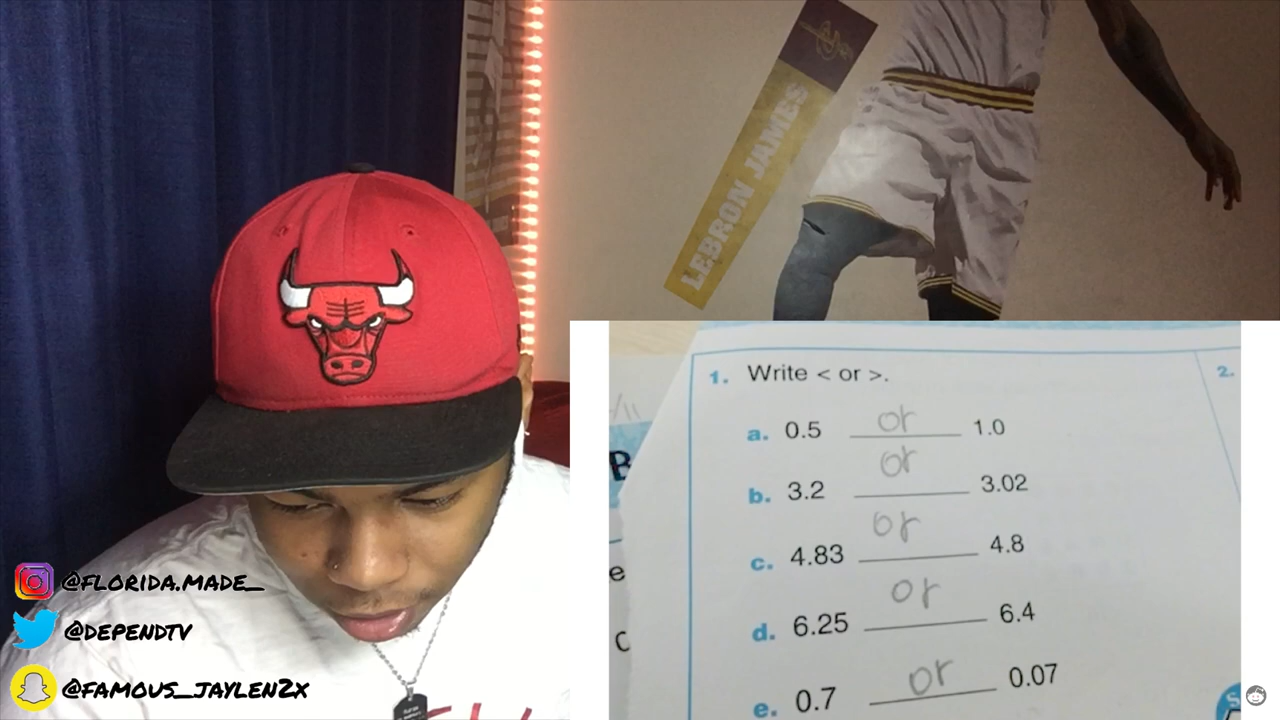 LEBRON JAMES
1. Write < or >.
2.
a. 0.5 or 1.0
B
b. 3.2 or 3.02
c. 4.83 or 4.8
e
d. 6.25 or 6.4
C
e. 0.7 or 0.07
@FLORIDA.MADE_
@DEPENDTV
@FAMOUS_JAYLEN2X